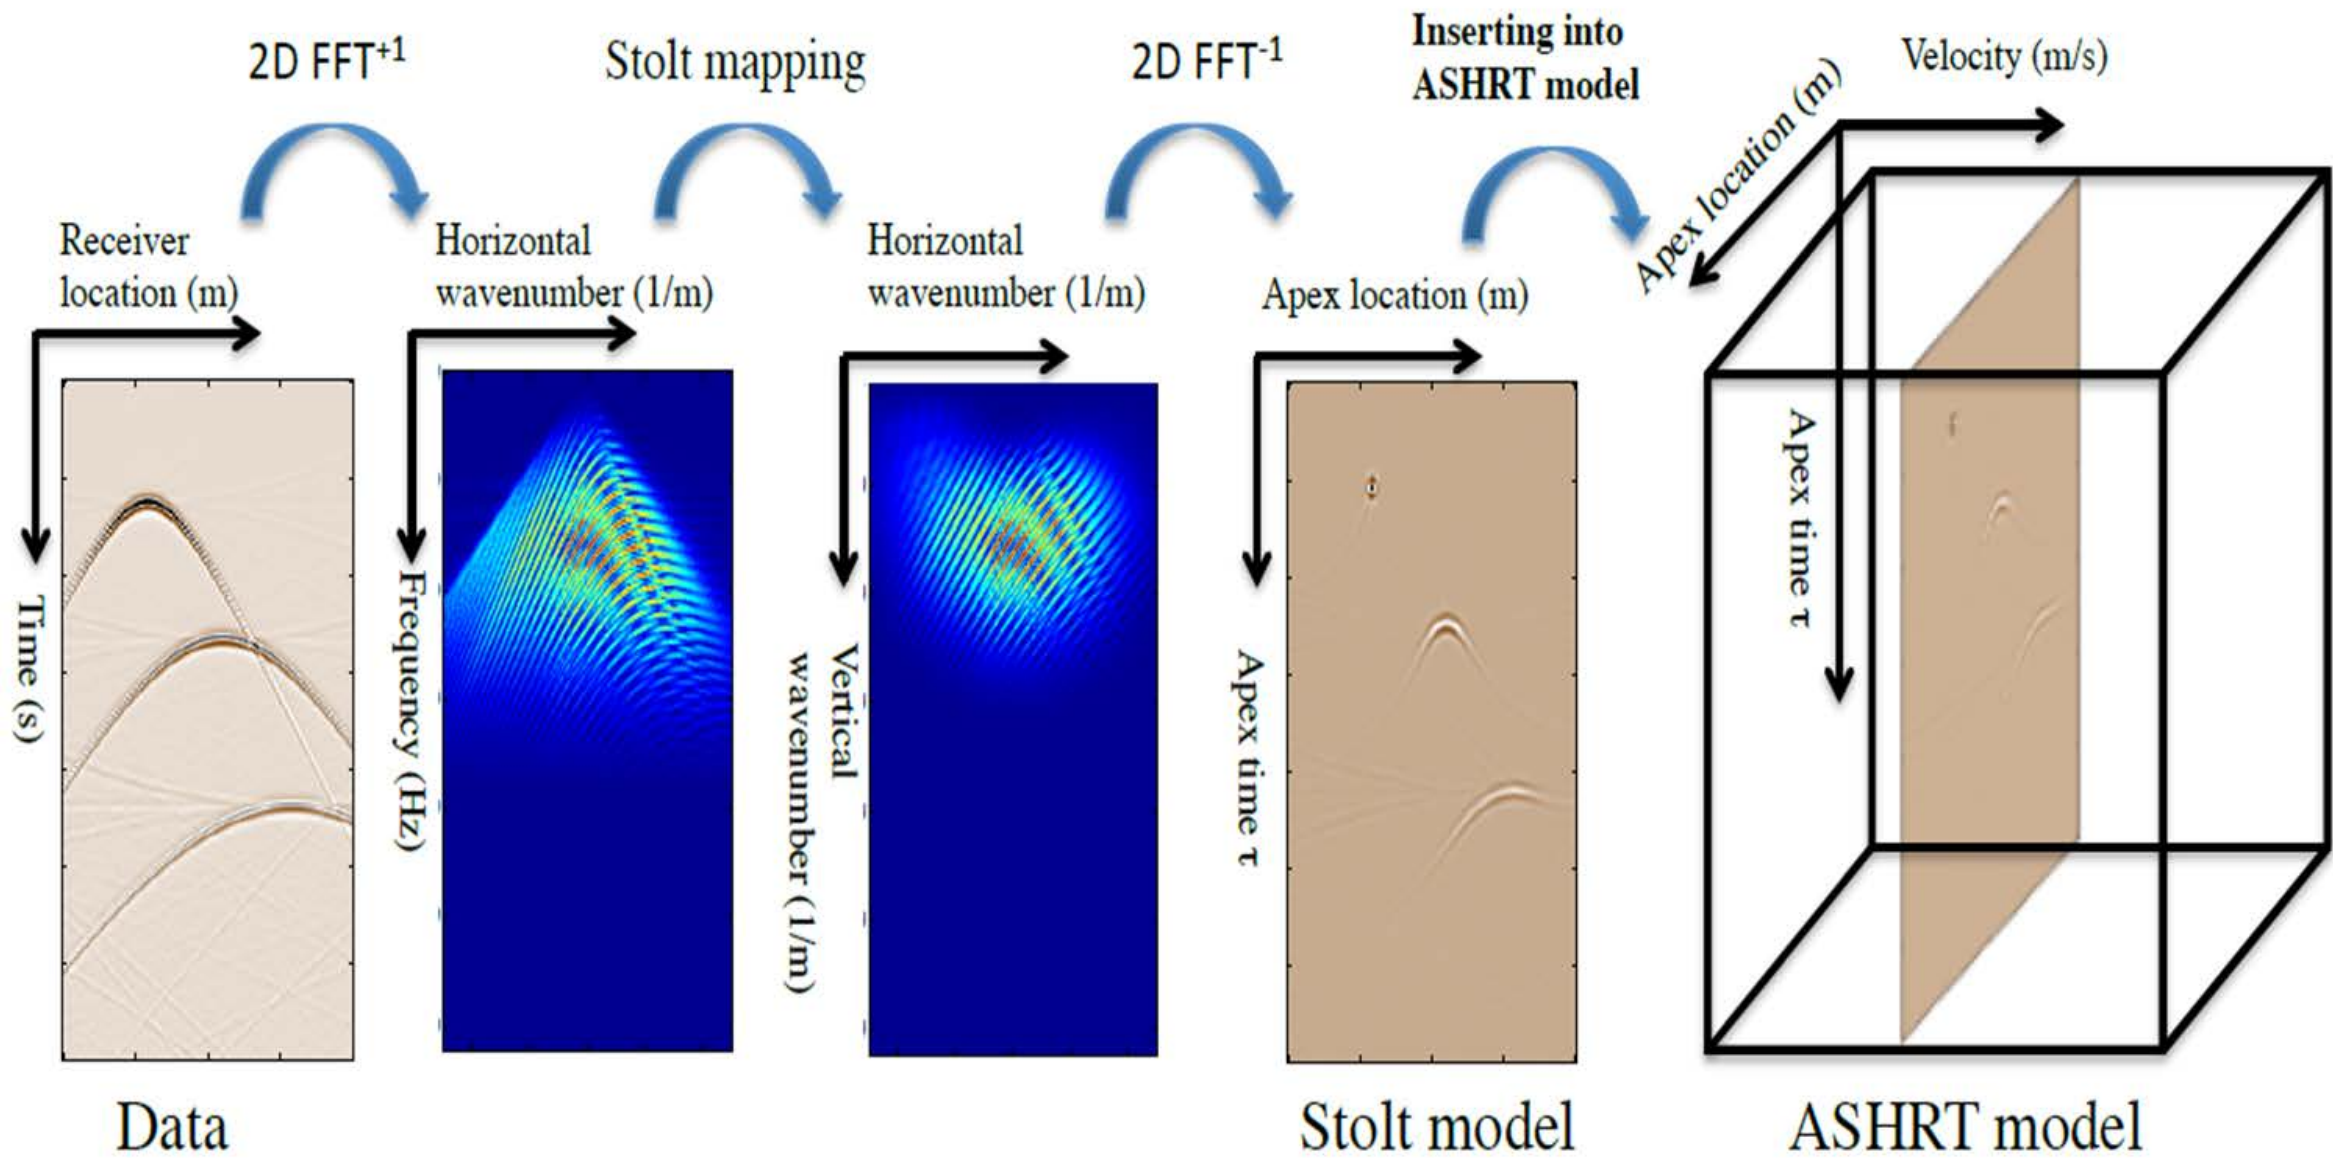 2D FFT+1
Stolt mapping
2D FFT-1
Inserting into
ASHRT model
Velocity (m/s)
Apex location (m)
Receiver
location (m)
Horizontal
wavenumber (1/m)
Horizontal
wavenumber (1/m)
Apex location (m)
Time (s)
Frequency (Hz)
Vertical
wavenumber (1/m)
Apex time τ
Apex time τ
Data
Stolt model
ASHRT model